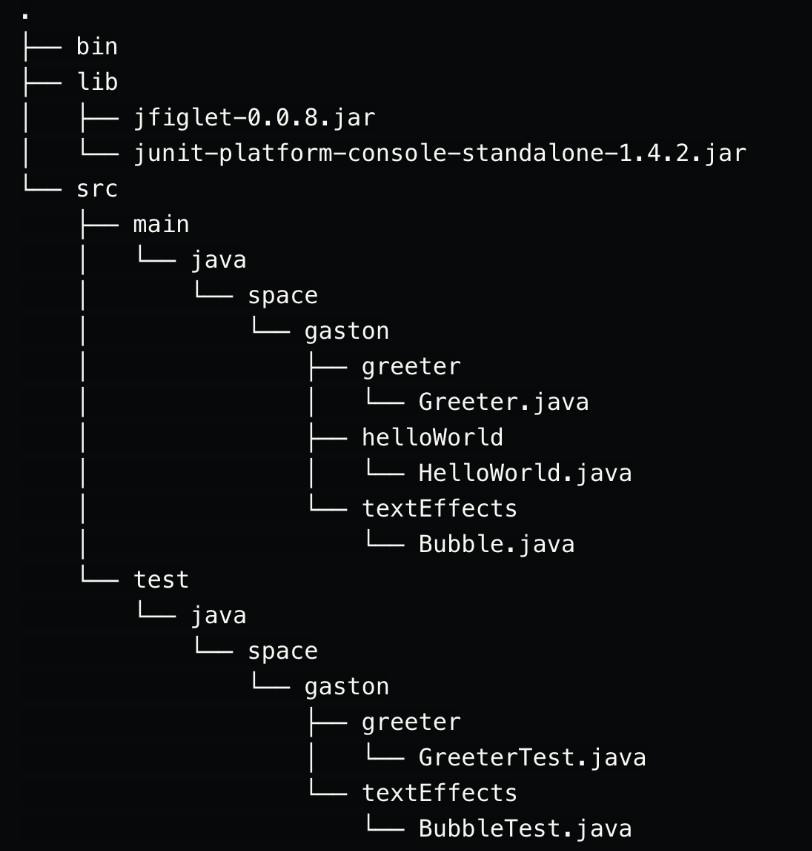 .
├── bin
├── lib
│   ├── jfiglet-0.0.8.jar
│   └── junit-platform-console-standalone-1.4.2.jar
└── src
    ├── main
    │   └── java
    │       └── space
    │           └── gaston
    │               ├── greeter
    │               │   └── Greeter.java
    │               ├── helloWorld
    │               │   └── HelloWorld.java
    │               └── textEffects
    │                   └── Bubble.java
    └── test
        └── java
            └── space
                └── gaston
                    ├── greeter
                    │   └── GreeterTest.java
                    └── textEffects
                        └── BubbleTest.java